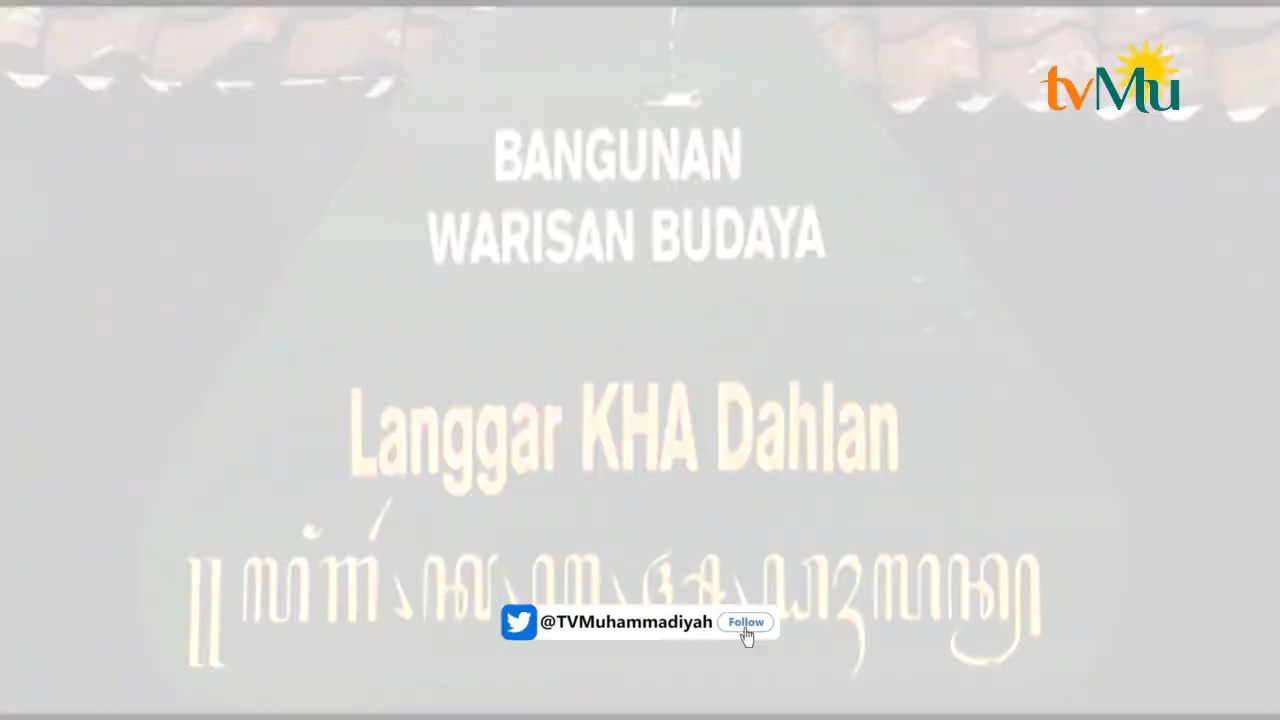 tvMu
BANGUNAN
WARISAN BUDAYA
Langgar KHA Dahlan
@TVMuhammadiyah Follow